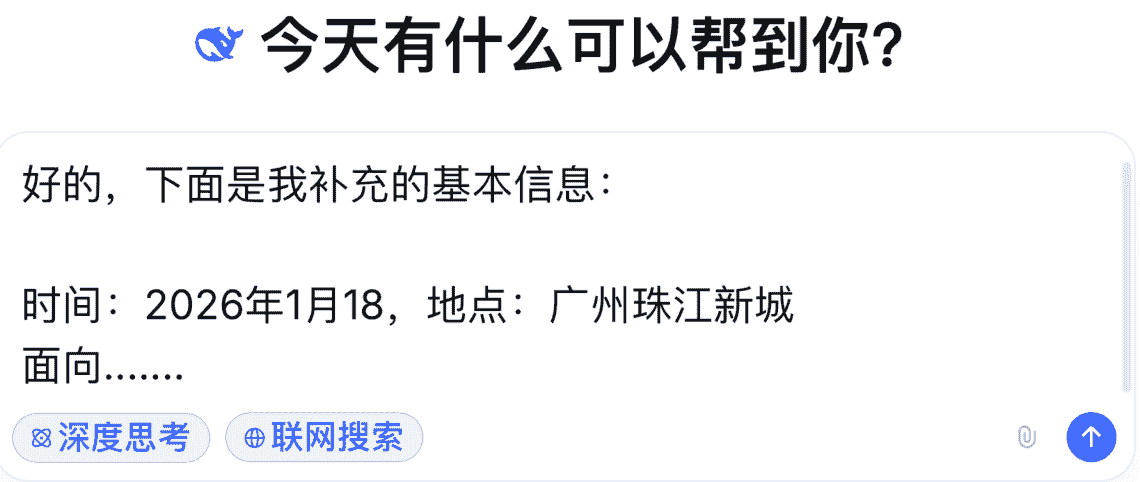 今天有什么可以帮到你?
好的，下面是我补充的基本信息：
时间：2026年1月18，地点：广州珠江新城
面向.......
深度思考
联网搜索